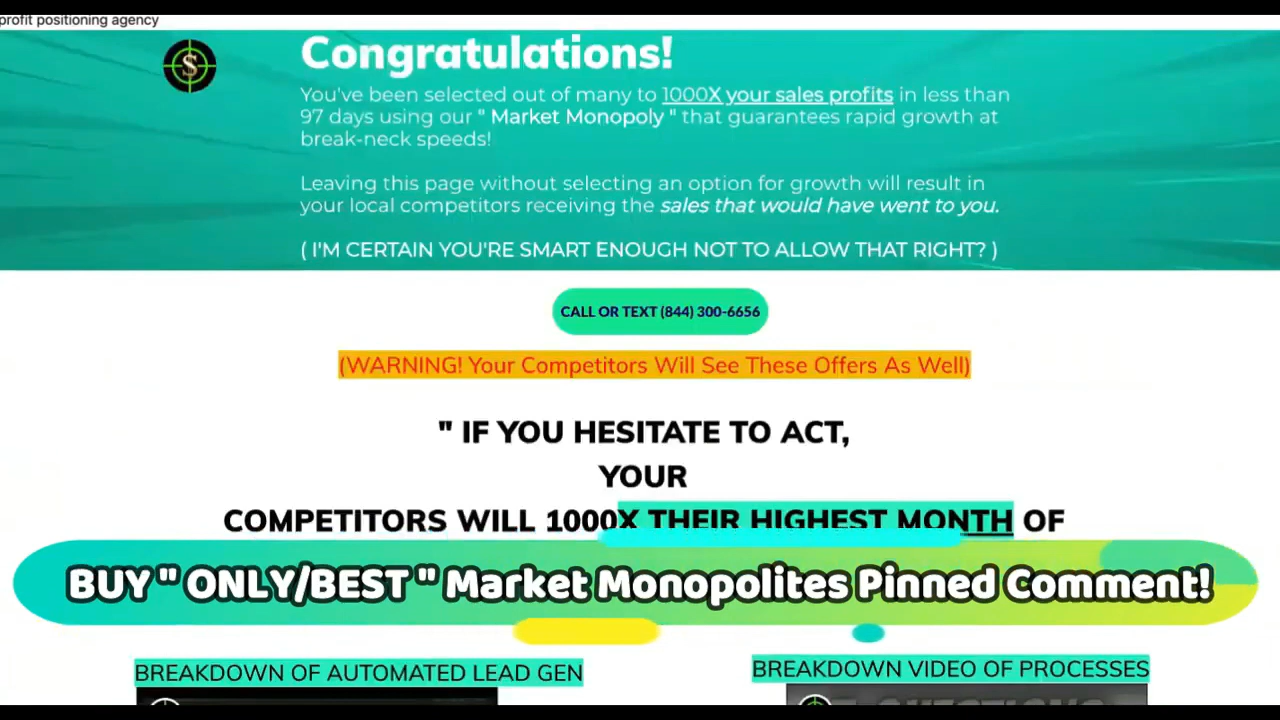 profit positioning agency
Congratulations!
$
You've been selected out of many to 1000X your sales profits in less than
97 days using our " Market Monopoly " that guarantees rapid growth at
break-neck speeds!
Leaving this page without selecting an option for growth will result in
your local competitors receiving the sales that would have went to you.
( I'M CERTAIN YOU'RE SMART ENOUGH NOT TO ALLOW THAT RIGHT? )
CALL OR TEXT (844) 300-6656
(WARNING! Your Competitors Will See These Offers As Well)
" IF YOU HESITATE TO ACT,
YOUR
COMPETITORS WILL 1000X THEIR HIGHEST MONTH OF
BUY " ONLY/BEST " Market Monopolites Pinned Comment!
BREAKDOWN OF AUTOMATED LEAD GEN
BREAKDOWN VIDEO OF PROCESSES